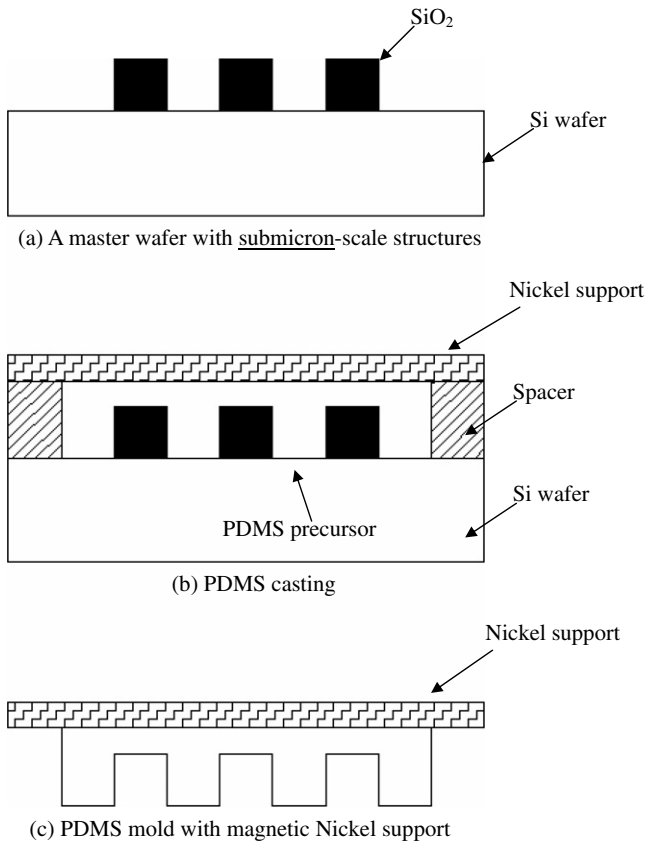 SiO₂
Si wafer
(a) A master wafer with submicron-scale structures
Nickel support
Spacer
Si wafer
PDMS precursor
(b) PDMS casting
Nickel support
(c) PDMS mold with magnetic Nickel support